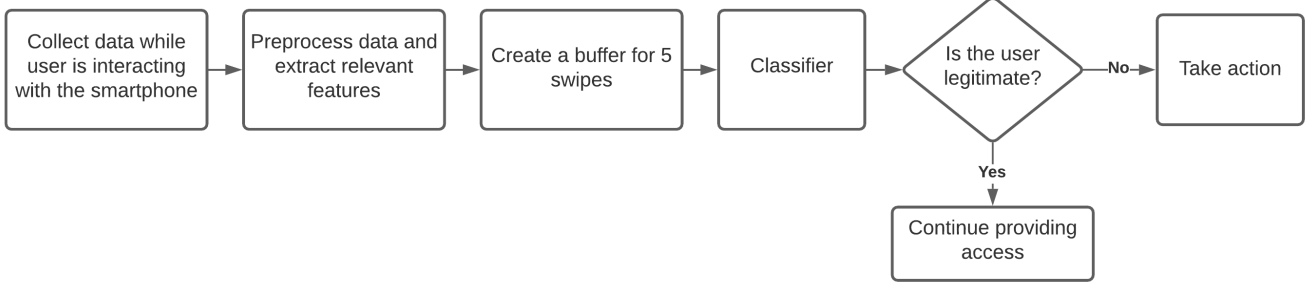 Collect data while
user is interacting
with the smartphone
Preprocess data and
extract relevant
features
Create a buffer for 5
swipes
Classifier
Is the user
legitimate?
No
Take action
Yes
Continue providing
access